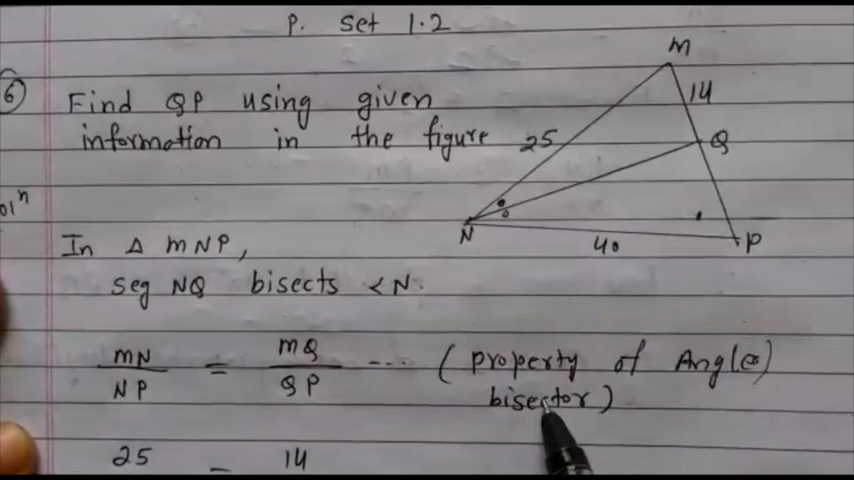 P. Set 1.2
6 Find QP using given
information in the figure
M
14
25
Q
N
40
P
In Δ MNP,
seg NQ bisects <N.
MN/NP = MQ/QP ... (Property of Angle
bisector)
25 = 14